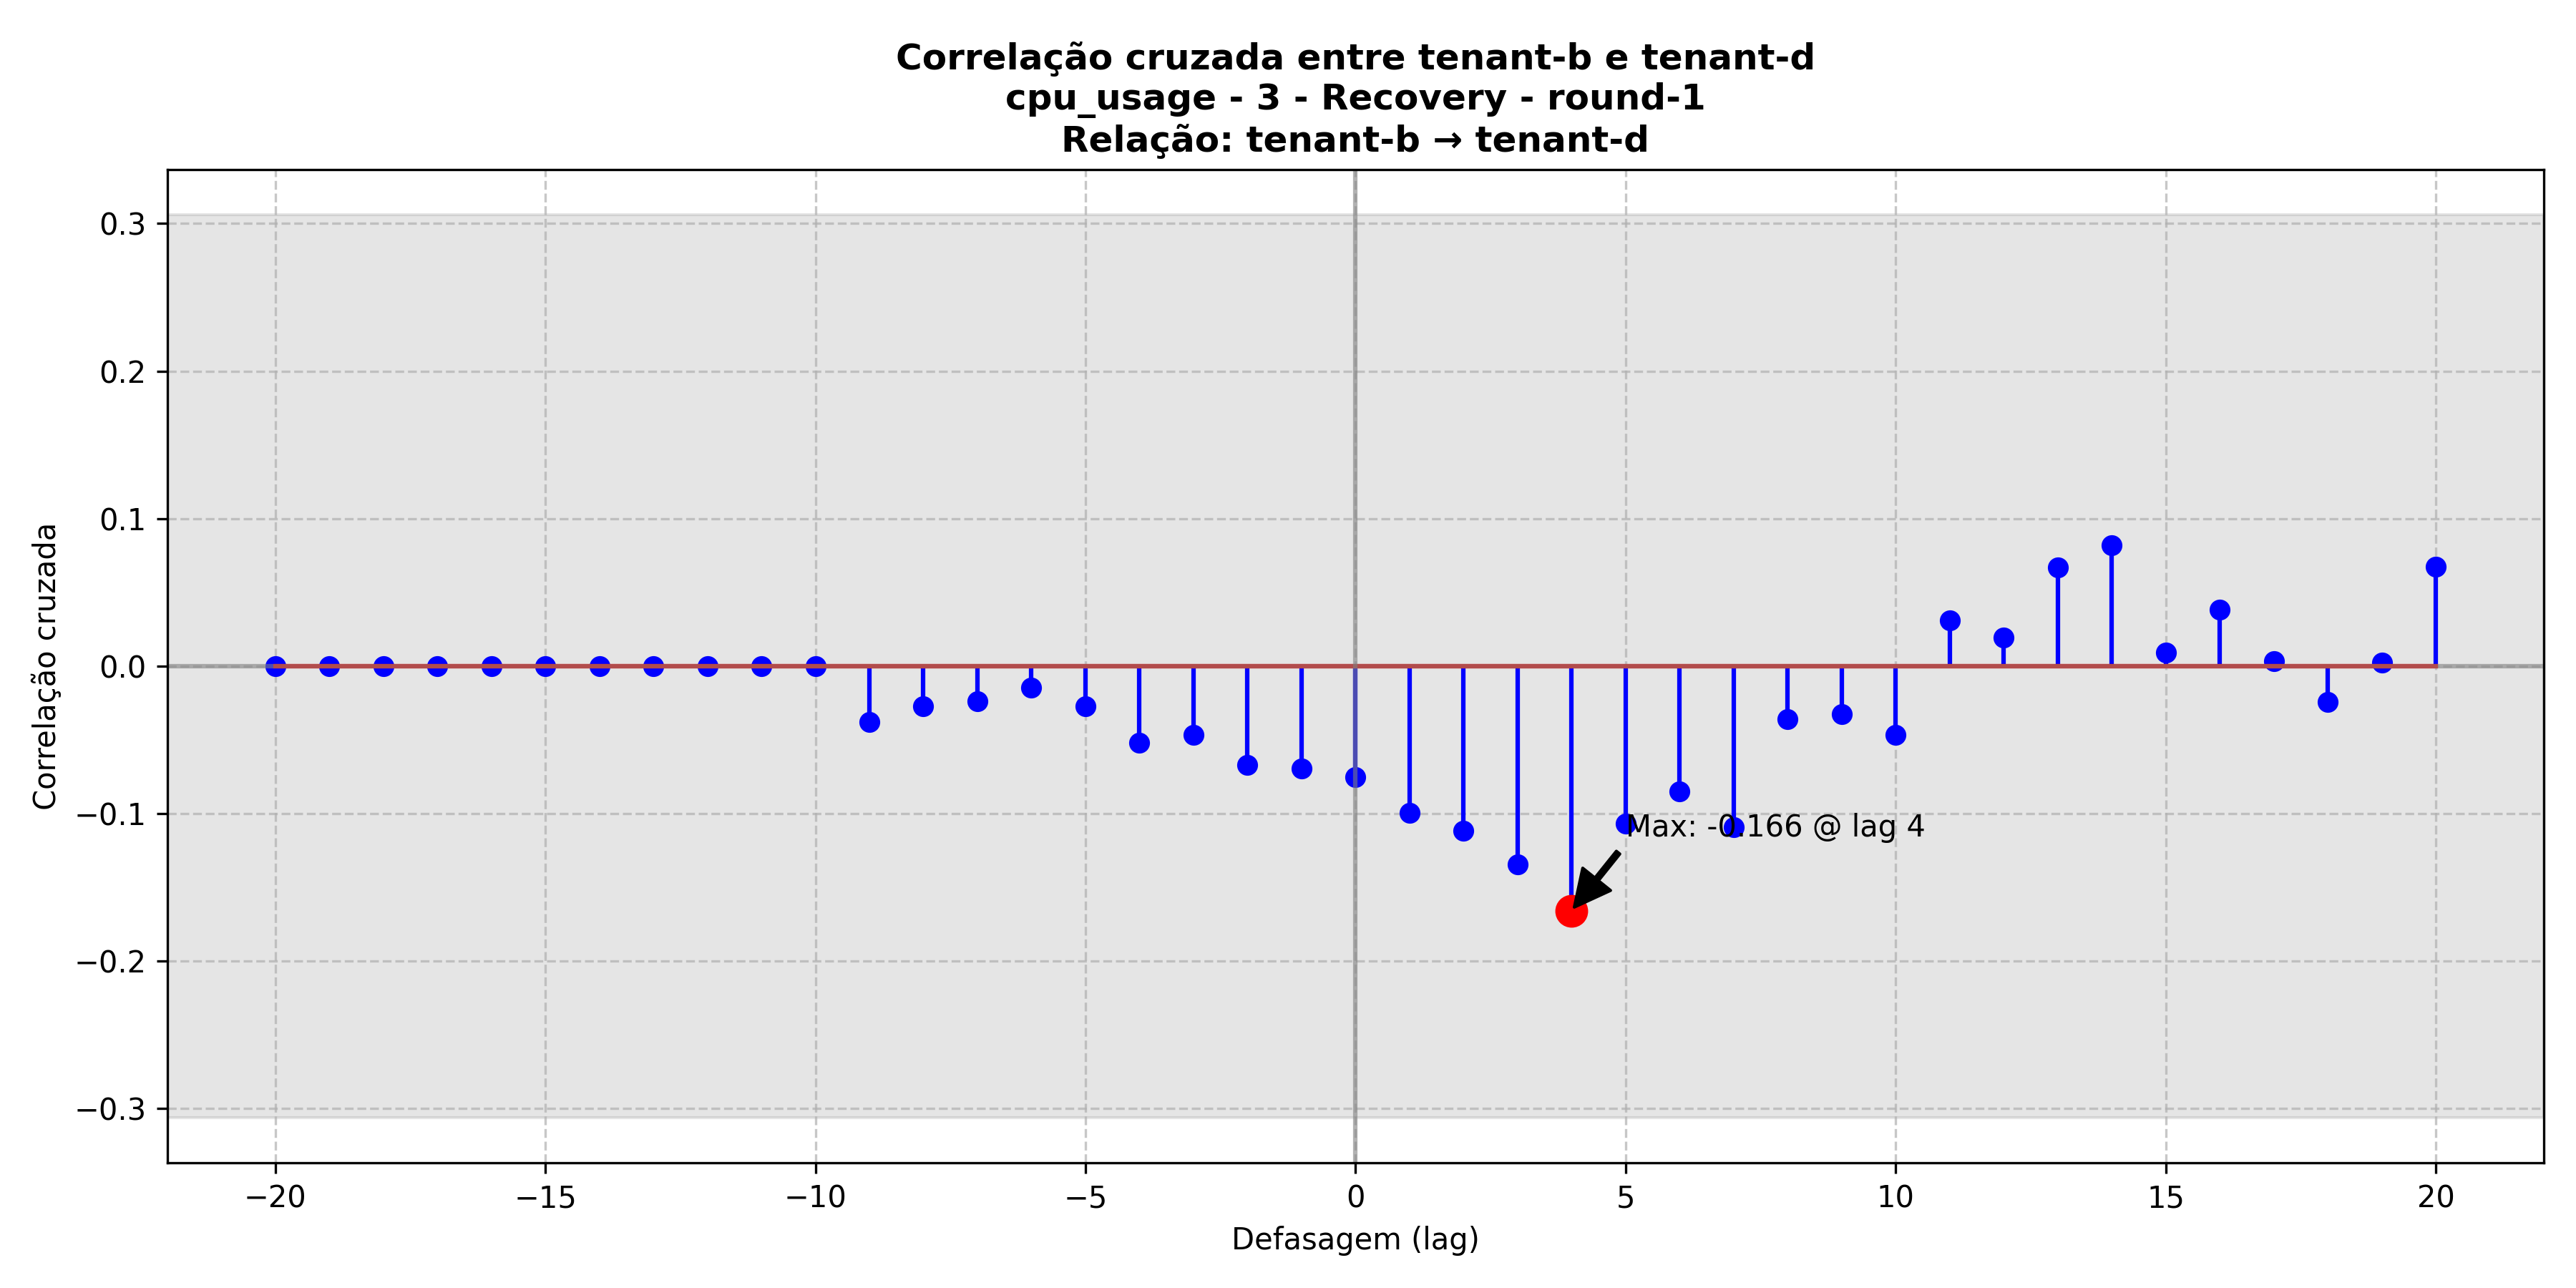 Correlação cruzada entre tenant-b e tenant-d
cpu_usage - 3 - Recovery - round-1
Relação: tenant-b → tenant-d
Correlação cruzada
0.3
0.2
0.1
0.0
−0.1
−0.2
−0.3
Max: -0.166 @ lag 4
−20
−15
−10
−5
0
5
10
15
20
Defasagem (lag)